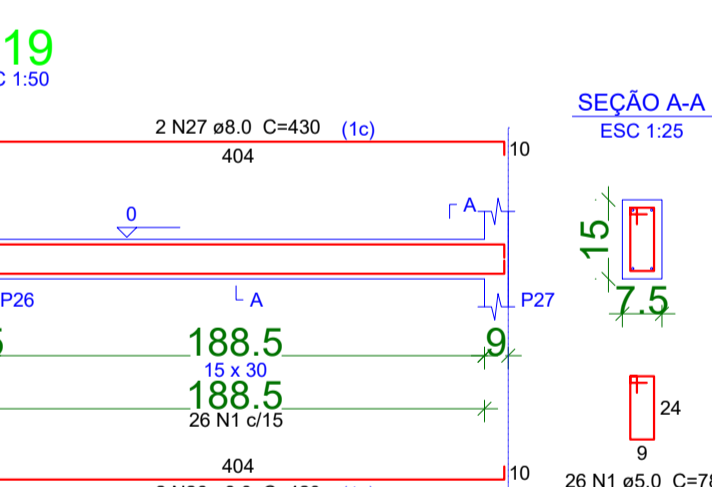 19
1:50
2 N27 ø8.0 C=430 (1c)
404
10
SEÇÃO A-A
ESC 1:25
0
A
15
7.5
P26
A
P27
188.5
9
15 x 30
188.5
26 N1 c/15
24
9
404
10
26 N1 ø5.0